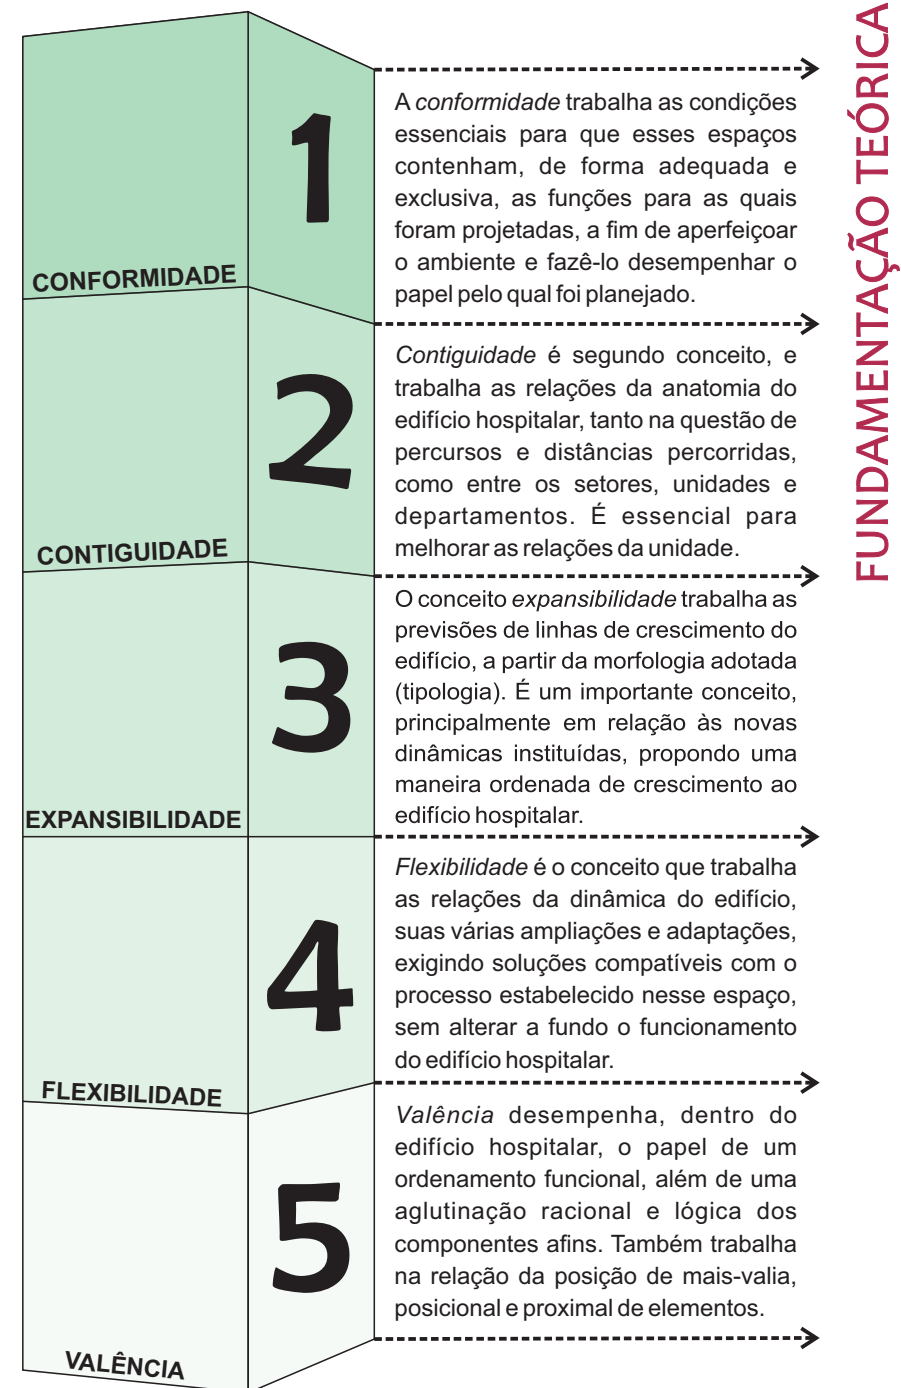 FUNDAMENTAÇÃO TEÓRICA
1
CONFORMIDADE
A conformidade trabalha as condições
essenciais para que esses espaços
contenham, de forma adequada e
exclusiva, as funções para as quais
foram projetadas, a fim de aperfeiçoar
o ambiente e fazê-lo desempenhar o
papel pelo qual foi planejado.
2
CONTIGUIDADE
Contiguidade é segundo conceito, e
trabalha as relações da anatomia do
edifício hospitalar, tanto na questão de
percursos e distâncias percorridas,
como entre os setores, unidades e
departamentos. É essencial para
melhorar as relações da unidade.
3
EXPANSIBILIDADE
O conceito expansibilidade trabalha as
previsões de linhas de crescimento do
edifício, a partir da morfologia adotada
(tipologia). É um importante conceito,
principalmente em relação às novas
dinâmicas instituídas, propondo uma
maneira ordenada de crescimento ao
edifício hospitalar.
4
FLEXIBILIDADE
Flexibilidade é o conceito que trabalha
as relações da dinâmica do edifício,
suas várias ampliações e adaptações,
exigindo soluções compatíveis com o
processo estabelecido nesse espaço,
sem alterar a fundo o funcionamento
do edifício hospitalar.
5
VALÊNCIA
Valência desempenha, dentro do
edifício hospitalar, o papel de um
ordenamento funcional, além de uma
aglutinação racional e lógica dos
componentes afins. Também trabalha
na relação da posição de mais-valia,
posicional e proximal de elementos.